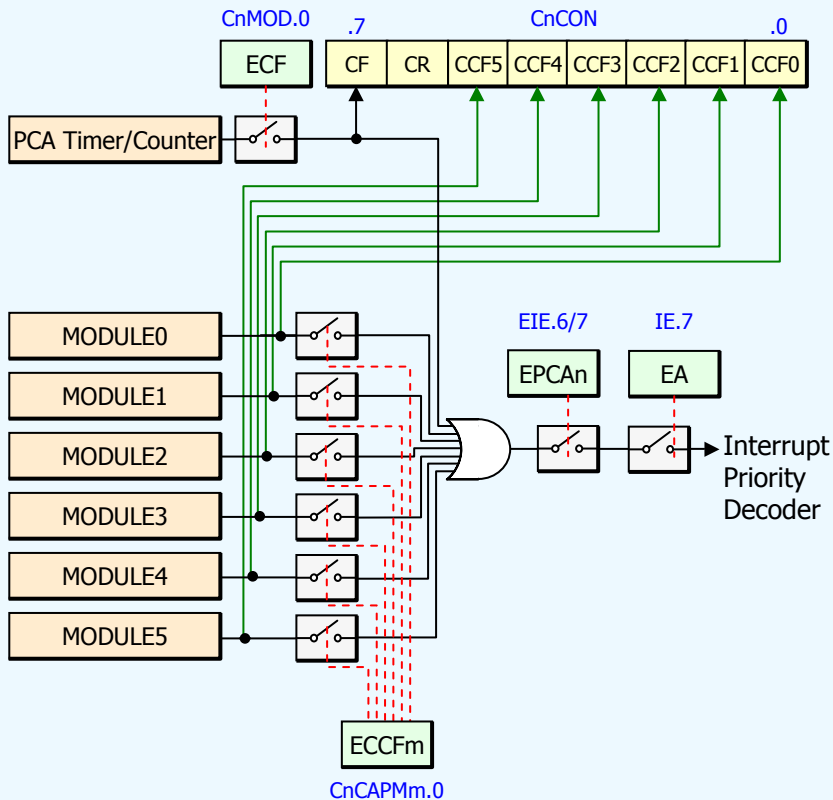 CnMOD.0
CnCON
.7
.0
ECF
CF CR CCF5 CCF4 CCF3 CCF2 CCF1 CCF0
PCA Timer/Counter
MODULE0
MODULE1
MODULE2
MODULE3
MODULE4
MODULE5
EIE.6/7
IE.7
EPCAn
EA
Interrupt
Priority
Decoder
ECCFm
CnCAPMm.0